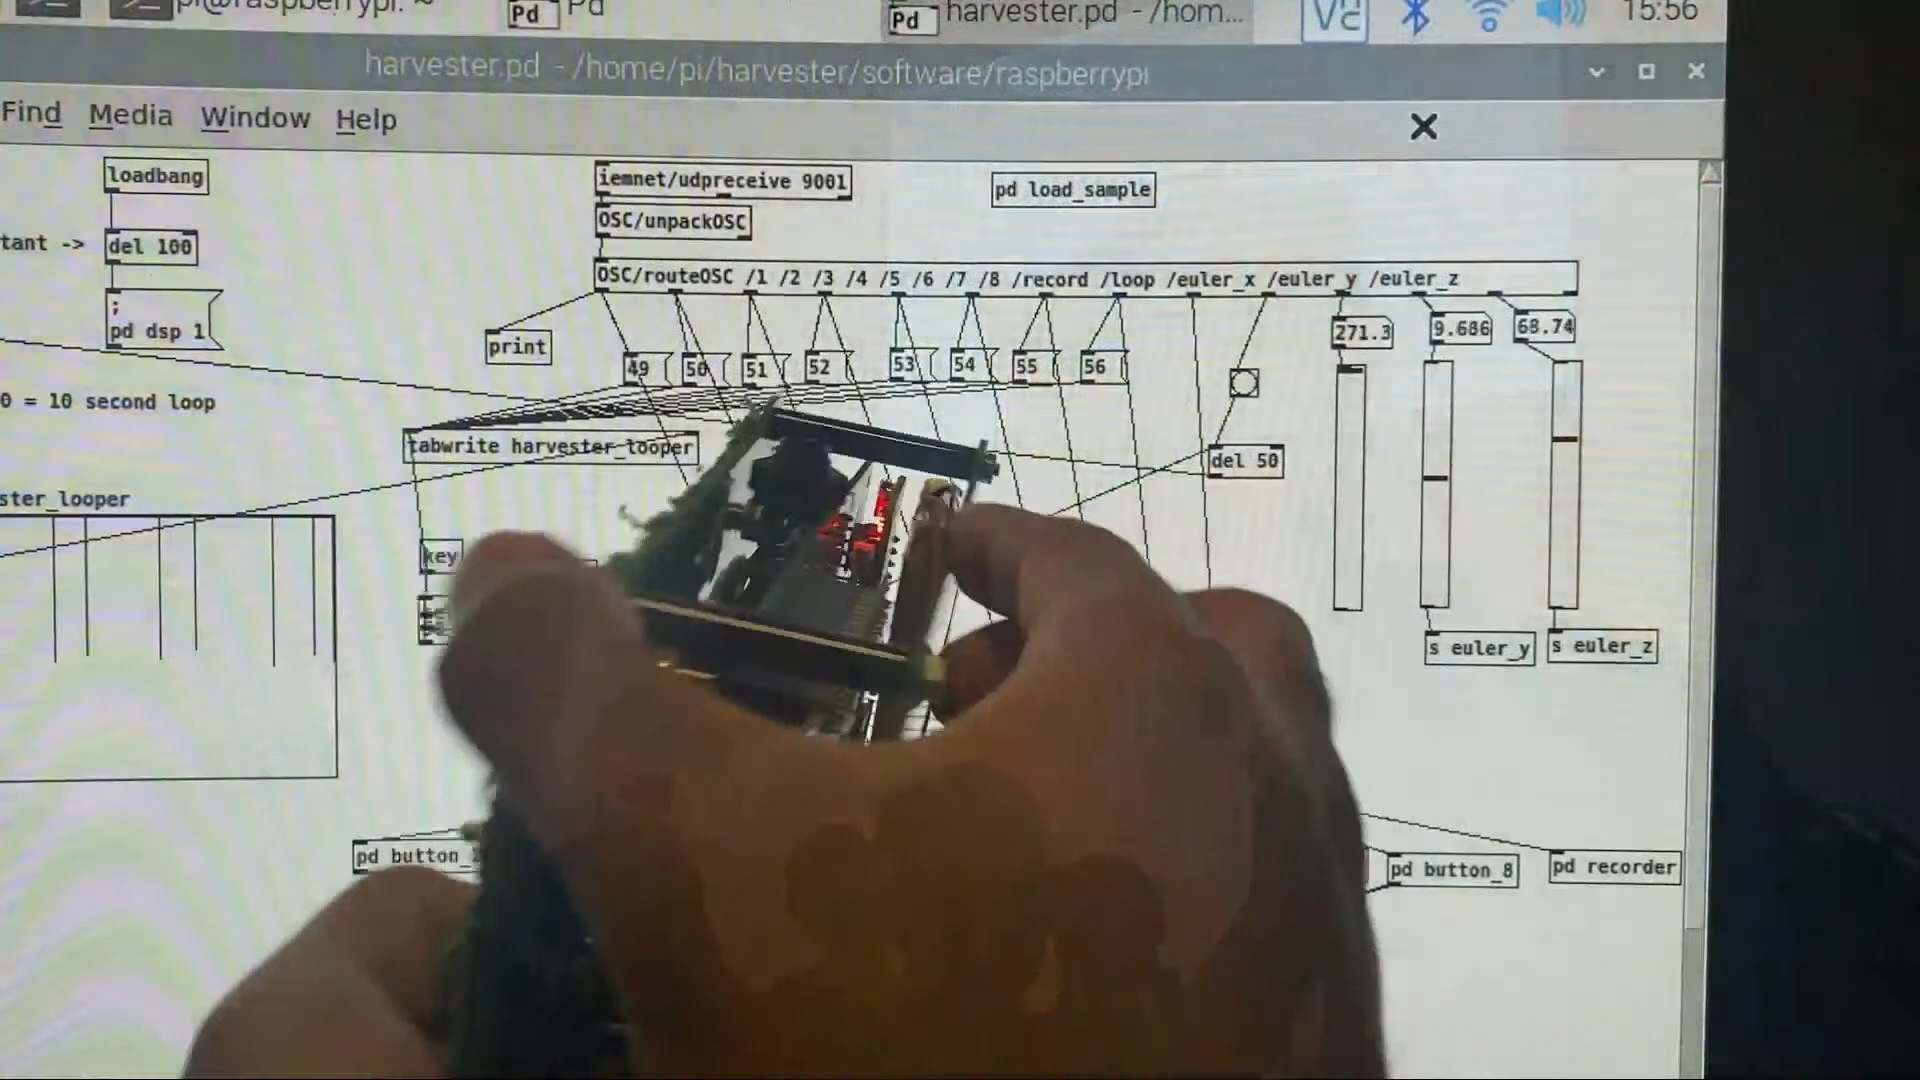 pi@raspberrypi: ~
Pd Pd
Pd harvester.pd - /hom...
15:56
harvester.pd - /home/pi/harvester/software/raspberrypi
Find Media Window Help
loadbang
iemnet/udpreceive 9001
pd load_sample
OSC/unpackOSC
tant -> del 100
OSC/routeOSC /1 /2 /3 /4 /5 /6 /7 /8 /record /loop /euler_x /euler_y /euler_z
;
pd dsp 1
print
271.3 9.686 68.74
49 50 51 52 53 54 55 56
0 = 10 second loop
tabwrite harvester_looper
del 50
ster_looper
key
s euler_y s euler_z
pd button_
pd button_8
pd recorder